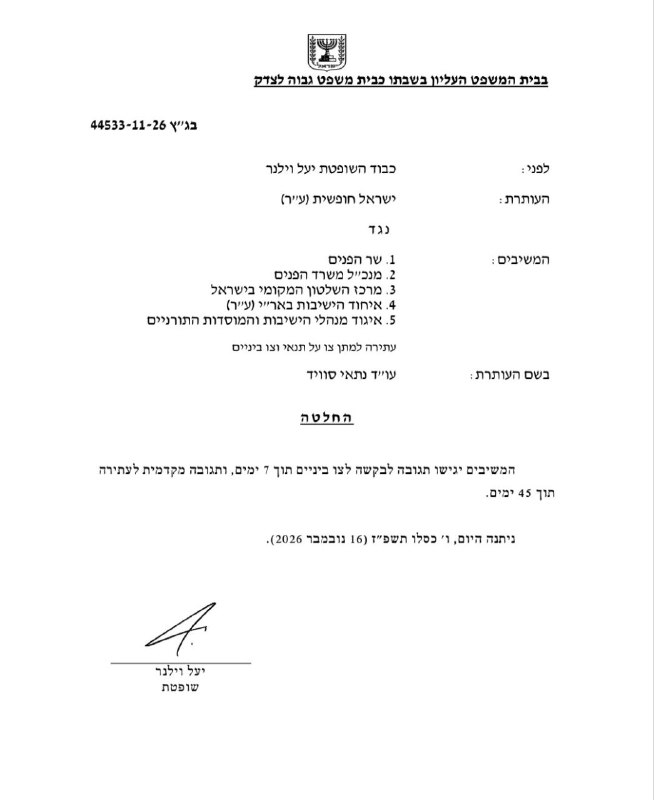 בבית המשפט העליון בשבתו כבית משפט גבוה לצדק
בג״ץ 44533-11-26
לפני: כבוד השופטת יעל וילנר
העותרת: ישראל חופשית (ע״ר)
נגד
המשיבים: 1. שר הפנים
2. מנכ״ל משרד הפנים
3. מרכז השלטון המקומי בישראל
4. איחוד הישיבות באר״י (ע״ר)
5. איגוד מנהלי הישיבות והמוסדות התורניים
עתירה למתן צו על תנאי וצו ביניים
בשם העותרת: עו״ד נתאי סוויד
החלטה
המשיבים יגישו תגובה לבקשה לצו ביניים תוך 7 ימים, ותגובה מקדמית לעתירה
תוך 45 ימים.
ניתנה היום, ו׳ כסלו תשפ״ז (16 נובמבר 2026).
יעל וילנר
שופטת